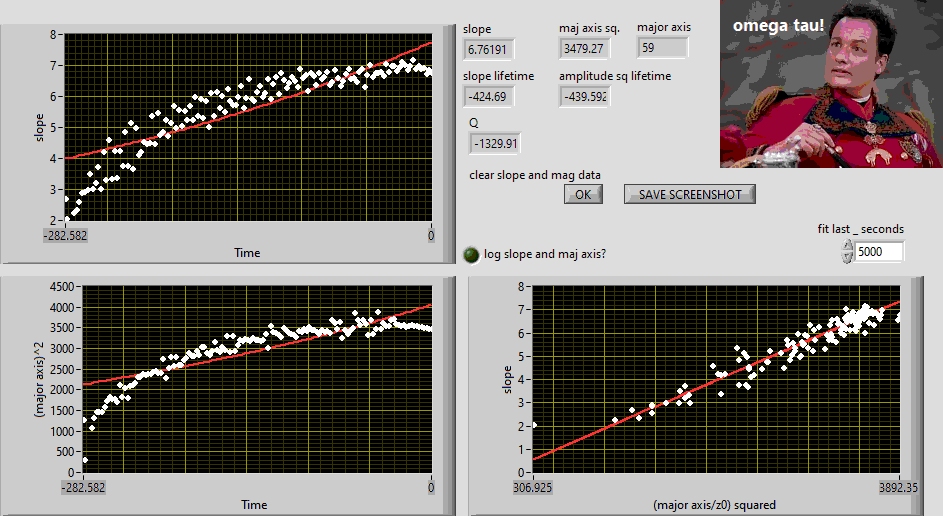 omega tau!
slope
6.76191
maj axis sq.
3479.27
major axis
59
slope lifetime
-424.69
amplitude sq lifetime
-439.592
Q
-1329.91
clear slope and mag data
OK
SAVE SCREENSHOT
log slope and maj axis?
fit last _ seconds
5000
8
7
6
5
4
3
2
slope
-282.582
0
Time
4500
4000
3500
3000
2500
2000
1500
1000
500
0
(major axis)^2
-282.582
0
Time
8
7
6
5
4
3
2
1
0
slope
306.925
3892.35
(major axis/z0) squared